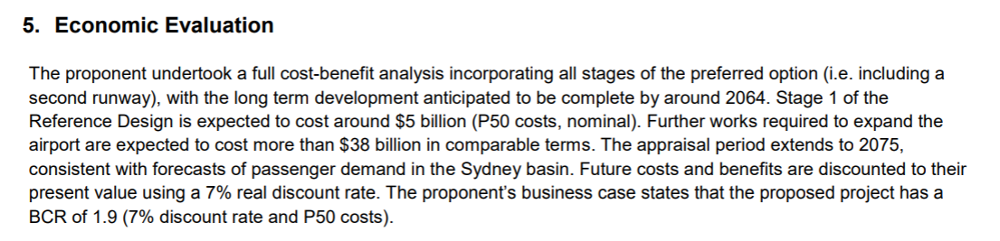 5. Economic Evaluation
The proponent undertook a full cost-benefit analysis incorporating all stages of the preferred option (i.e. including a
second runway), with the long term development anticipated to be complete by around 2064. Stage 1 of the
Reference Design is expected to cost around $5 billion (P50 costs, nominal). Further works required to expand the
airport are expected to cost more than $38 billion in comparable terms. The appraisal period extends to 2075,
consistent with forecasts of passenger demand in the Sydney basin. Future costs and benefits are discounted to their
present value using a 7% real discount rate. The proponent’s business case states that the proposed project has a
BCR of 1.9 (7% discount rate and P50 costs).